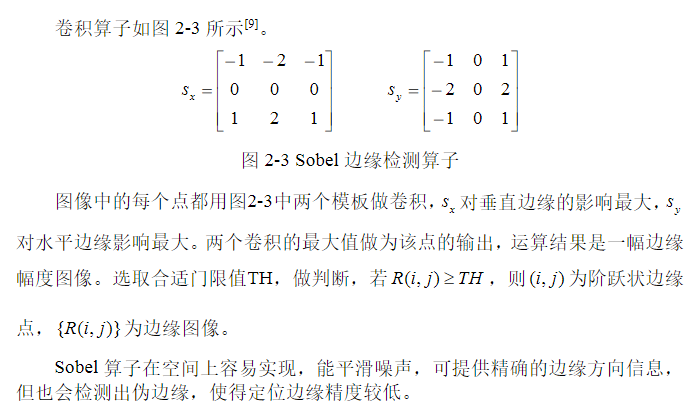 卷积算子如图 2-3 所示[9]。
s_x = [-1 -2 -1; 0 0 0; 1 2 1] s_y = [-1 0 1; -2 0 2; -1 0 1]
图 2-3 Sobel 边缘检测算子
图像中的每个点都用图2-3中两个模板做卷积，s_x 对垂直边缘的影响最大，s_y
对水平边缘影响最大。两个卷积的最大值做为该点的输出，运算结果是一幅边缘
幅度图像。选取合适门限值TH，做判断，若 R(i, j) ≥ TH ，则 (i, j) 为阶跃状边缘
点，{R(i, j)} 为边缘图像。
Sobel 算子在空间上容易实现，能平滑噪声，可提供精确的边缘方向信息，
但也会检测出伪边缘，使得定位边缘精度较低。